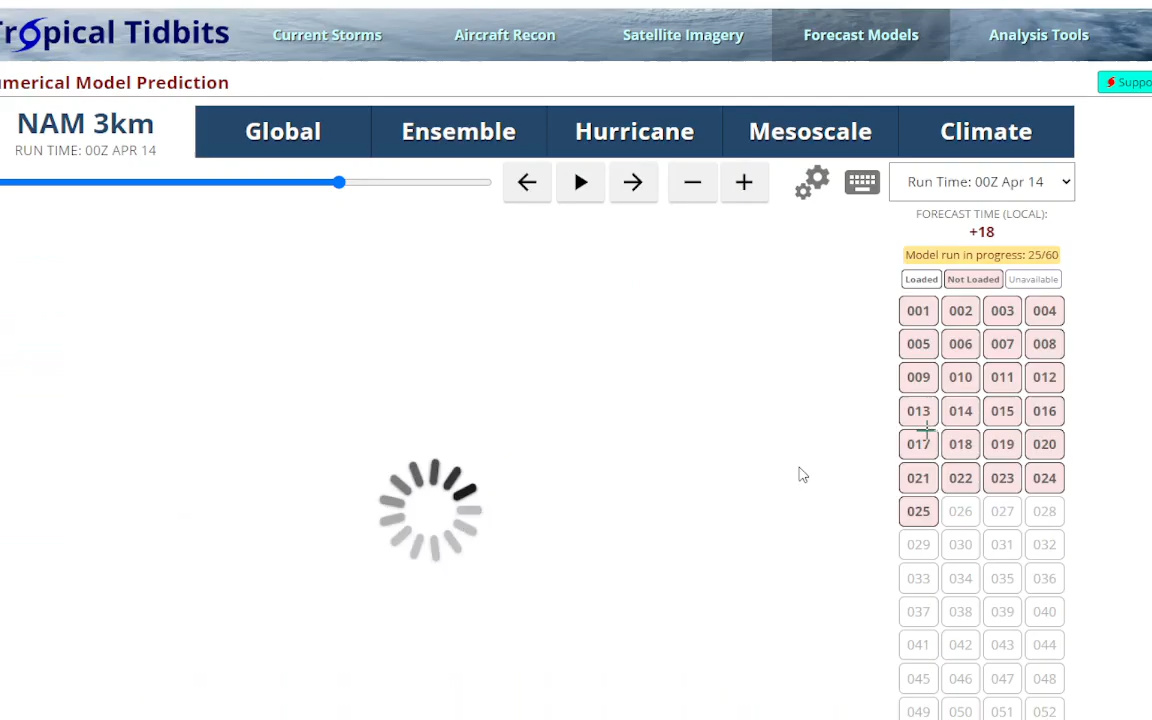 Tropical Tidbits
Current Storms
Aircraft Recon
Satellite Imagery
Forecast Models
Analysis Tools
umerical Model Prediction
Suppo
NAM 3km
RUN TIME: 00Z APR 14
Global
Ensemble
Hurricane
Mesoscale
Climate
Run Time: 00Z Apr 14
FORECAST TIME (LOCAL):
+18
Model run in progress: 25/60
Loaded Not Loaded Unavailable
001 002 003 004
005 006 007 008
009 010 011 012
013 014 015 016
017 018 019 020
021 022 023 024
025 026 027 028
029 030 031 032
033 034 035 036
037 038 039 040
041 042 043 044
045 046 047 048
049 050 051 052